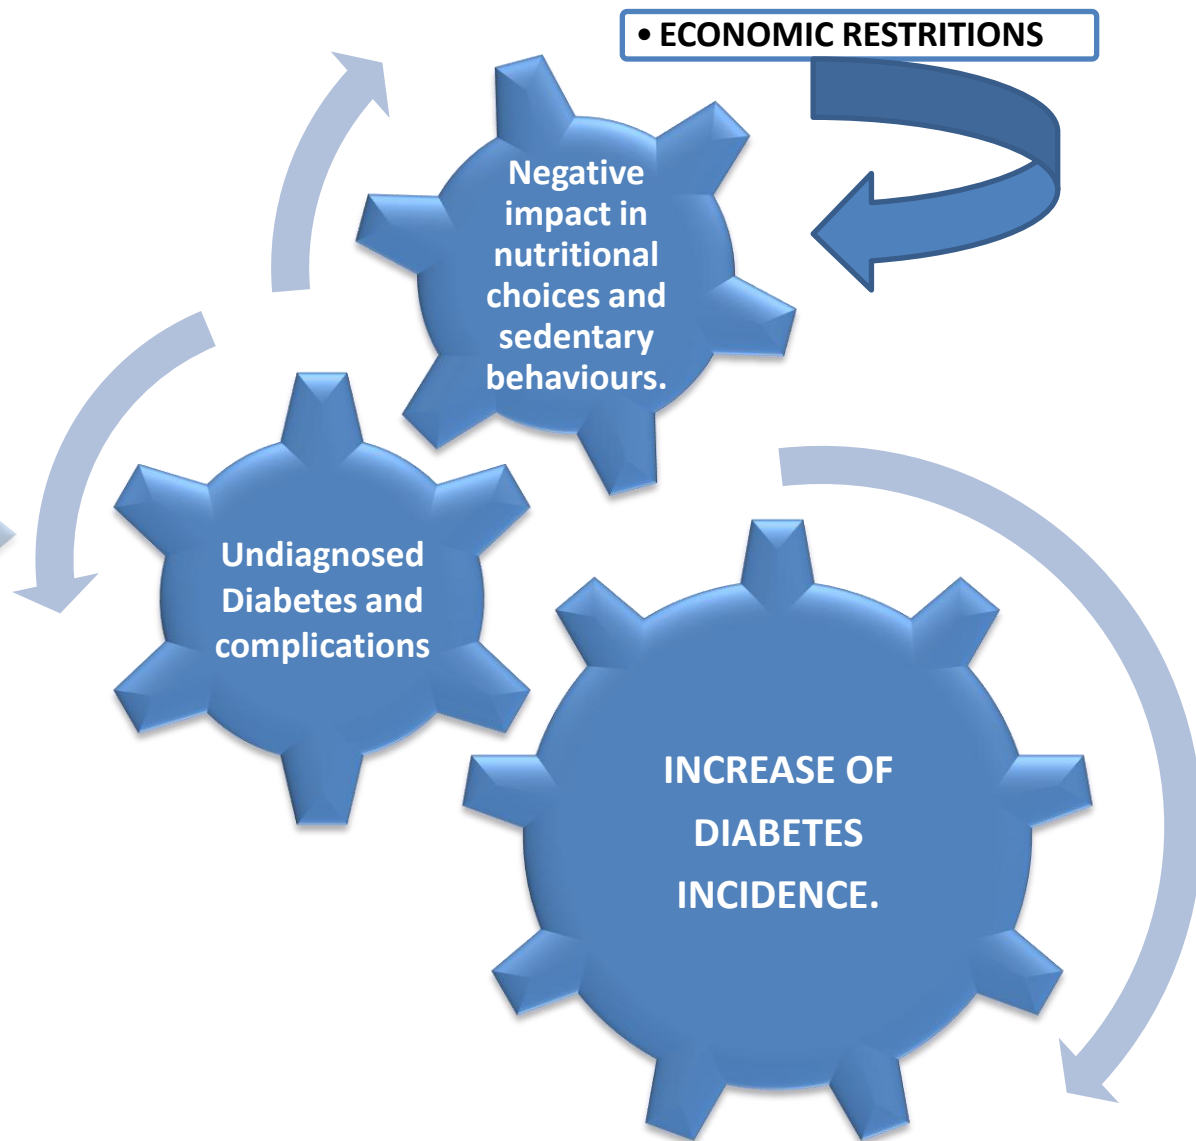 • ECONOMIC RESTRITIONS
Negative
impact in
nutritional
choices and
sedentary
behaviours.
Undiagnosed
Diabetes and
complications
INCREASE OF
DIABETES
INCIDENCE.